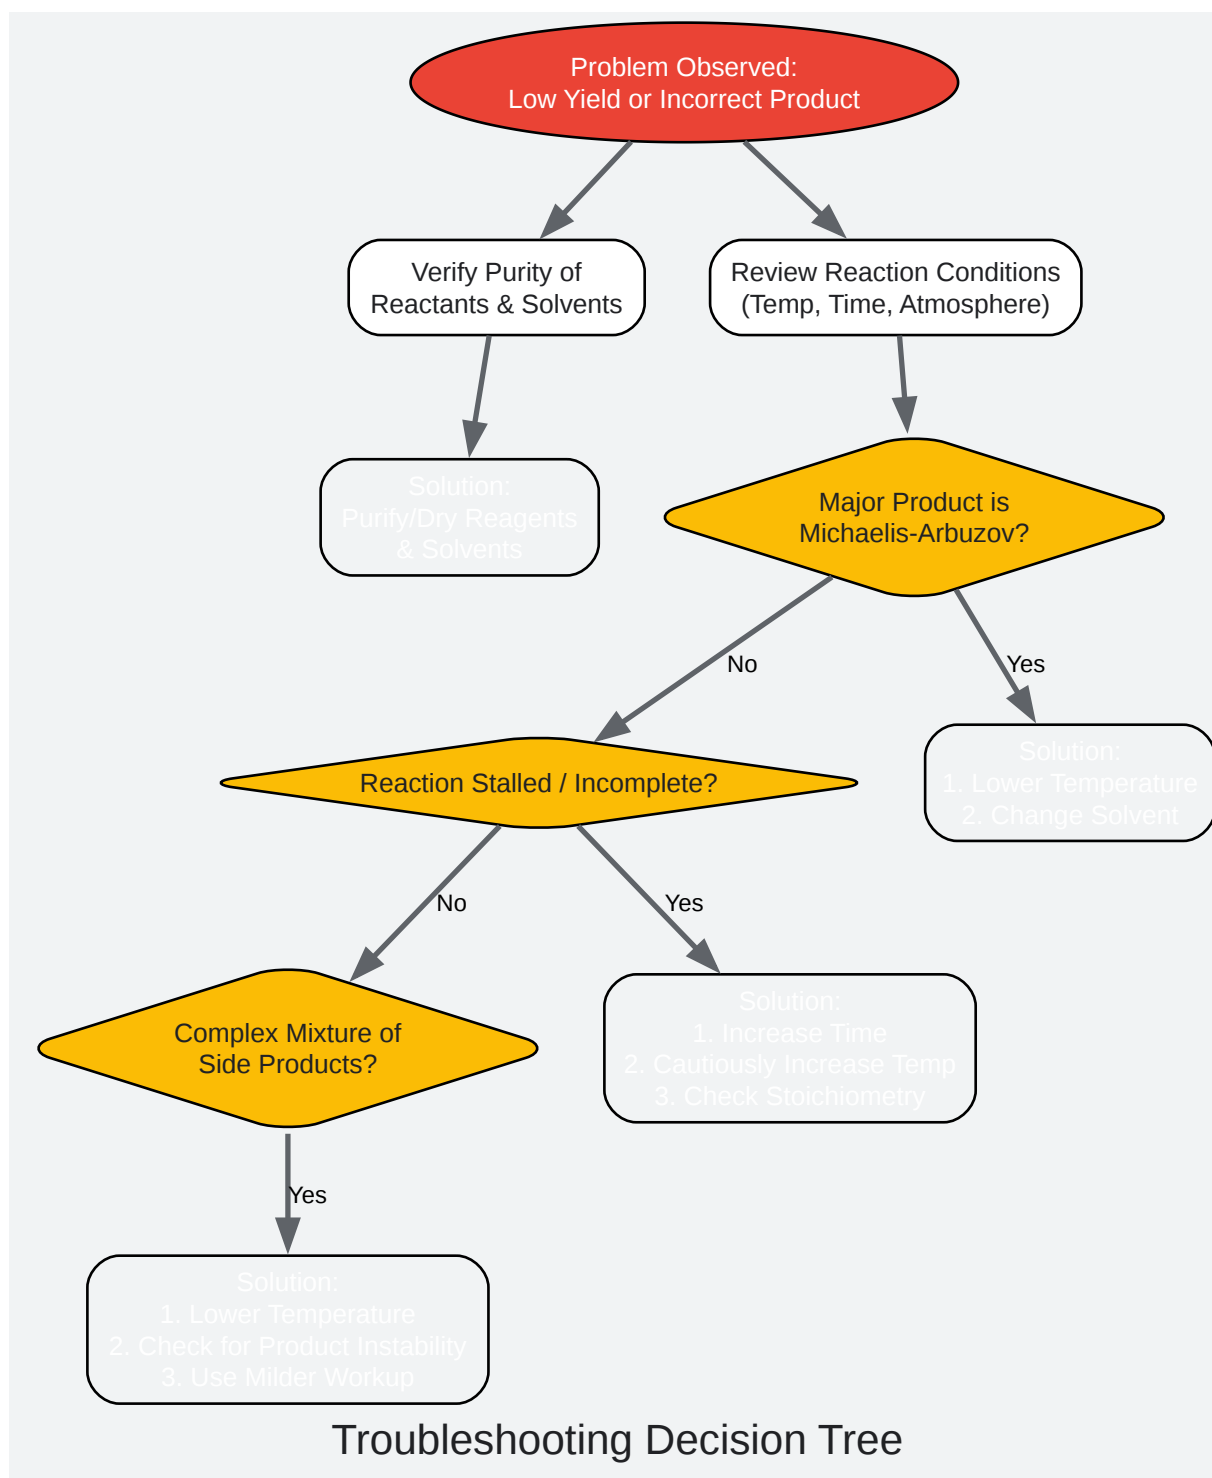 Problem Observed:
Low Yield or Incorrect Product
Verify Purity of
Reactants & Solvents
Review Reaction Conditions
(Temp, Time, Atmosphere)
Solution:
Purify/Dry Reagents
& Solvents
Major Product is
Michaelis-Arbuzov?
No
Yes
Reaction Stalled / Incomplete?
Solution:
1. Lower Temperature
2. Change Solvent
No
Yes
Complex Mixture of
Side Products?
Solution:
1. Increase Time
2. Cautiously Increase Temp
3. Check Stoichiometry
Yes
Solution:
1. Lower Temperature
2. Check for Product Instability
3. Use Milder Workup
Troubleshooting Decision Tree